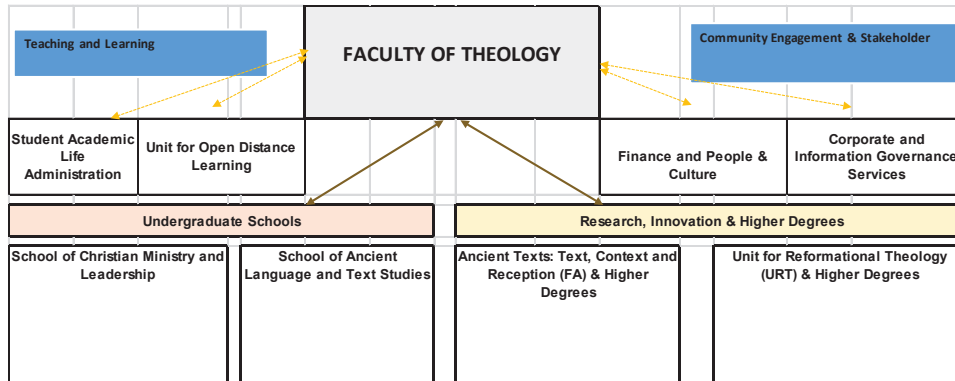 Teaching and Learning
FACULTY OF THEOLOGY
Community Engagement & Stakeholder
Student Academic
Life
Administration
Unit for Open Distance
Learning
Finance and People &
Culture
Corporate and
Information Governance
Services
Undergraduate Schools
Research, Innovation & Higher Degrees
School of Christian Ministry and
Leadership
School of Ancient
Language and Text Studies
Ancient Texts: Text, Context and
Reception (FA) & Higher
Degrees
Unit for Reformational Theology
(URT) & Higher Degrees